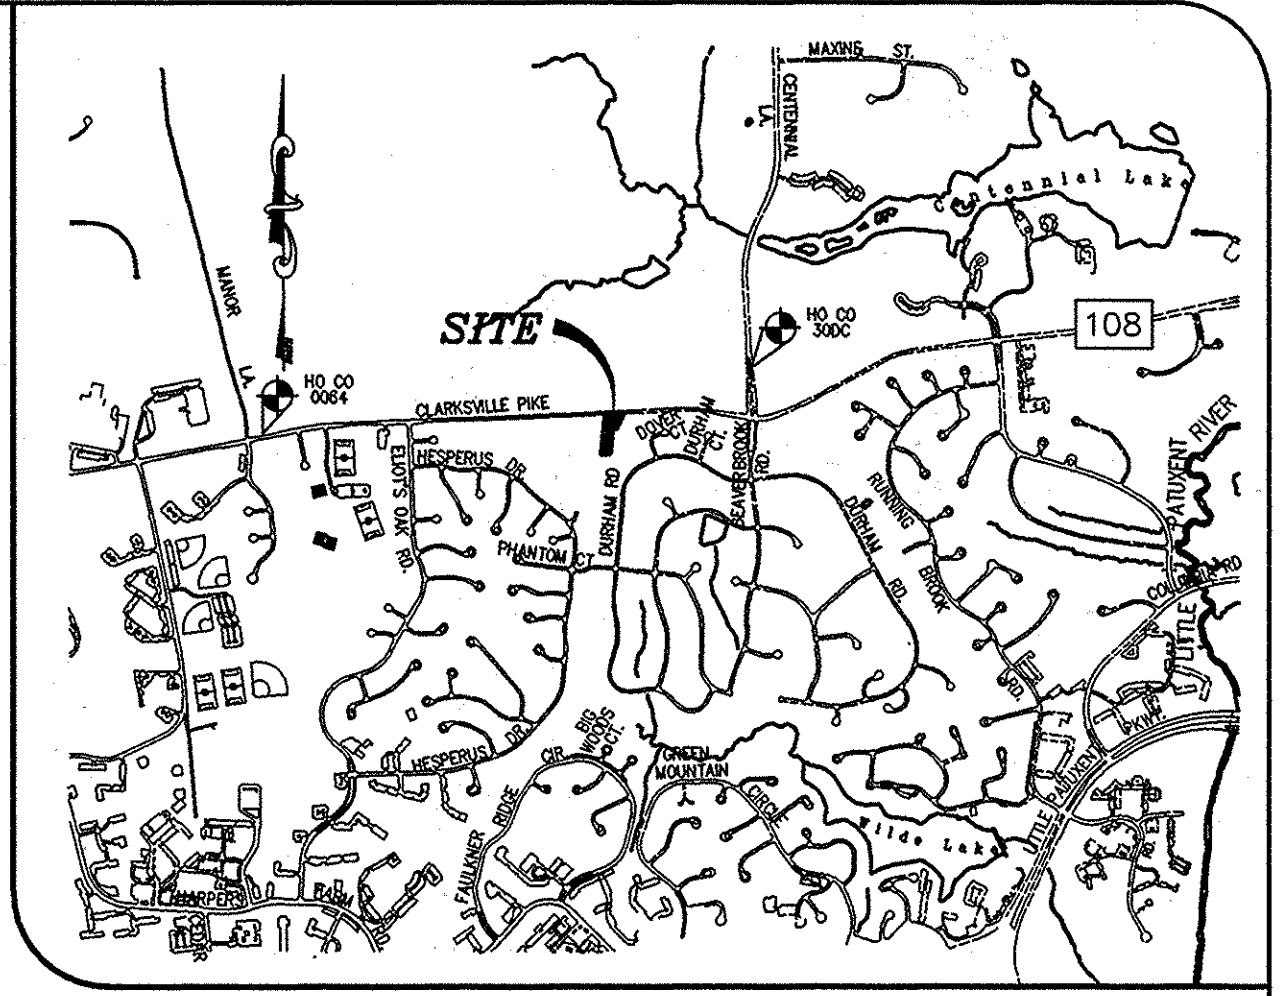 MAXINE ST.
CENTENNIAL LA.
Centennial Lake
MANOR LA.
SITE
HO CO
30DC
108
HO CO
0064
CLARKSVILLE PIKE
DOVER CT.
DURHAM CT.
BEAVERBROOK RD.
PATUXENT RIVER
HESPERUS DR.
ELIOT'S OAK RD.
DURHAM RD
RUNNING BROOK RD.
DURHAM RD.
PHANTOM CT
RD
LITTLE
BIG WOODS CT.
HESPERUS DR.
CIR
GREEN MOUNTAIN CIRCLE
LITTLE PATUXENT PKWY.
FAULKNER RIDGE
Wilde Lake
HARPERS FARM